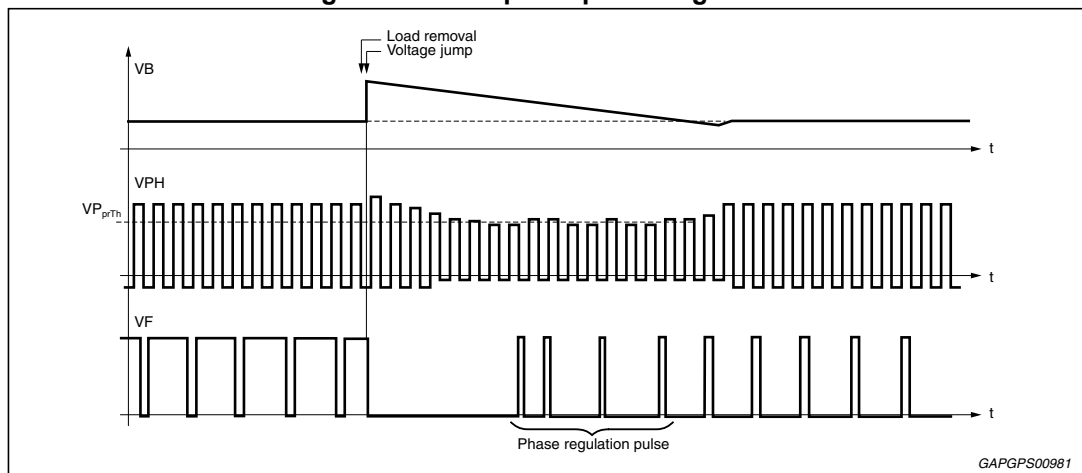 Load removal
Voltage jump
VB
t
VPH
VPprTh
t
VF
t
Phase regulation pulse
GAPGPS00981